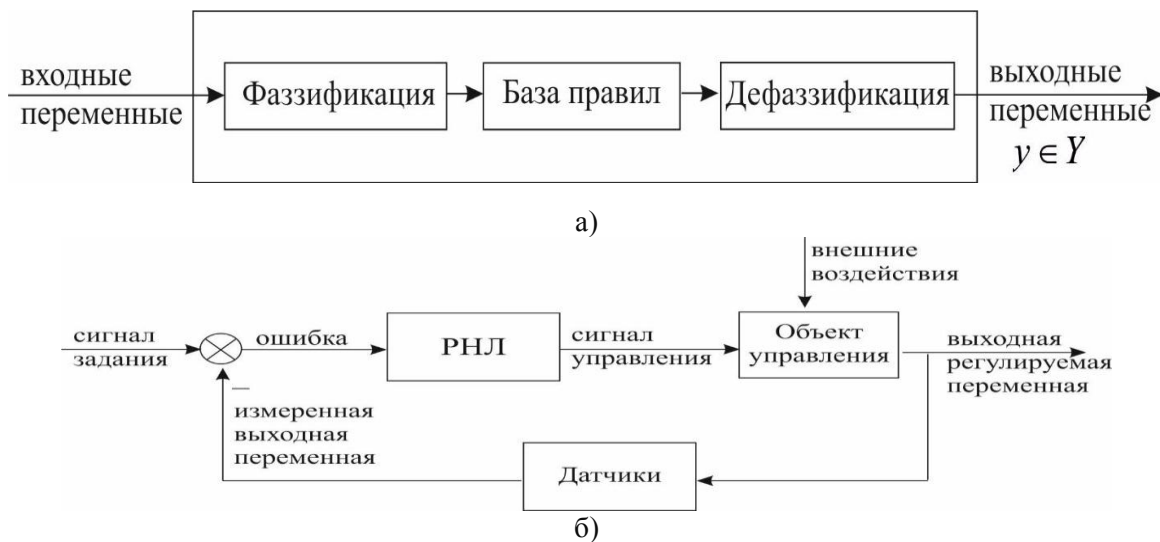 входные
переменные
Фаззификация
База правил
Дефаззификация
выходные
переменные
y ∈ Y
а)
внешние
воздействия
сигнал
задания
ошибка
РНЛ
сигнал
управления
Объект
управления
выходная
регулируемая
переменная
–
измеренная
выходная
переменная
Датчики
б)